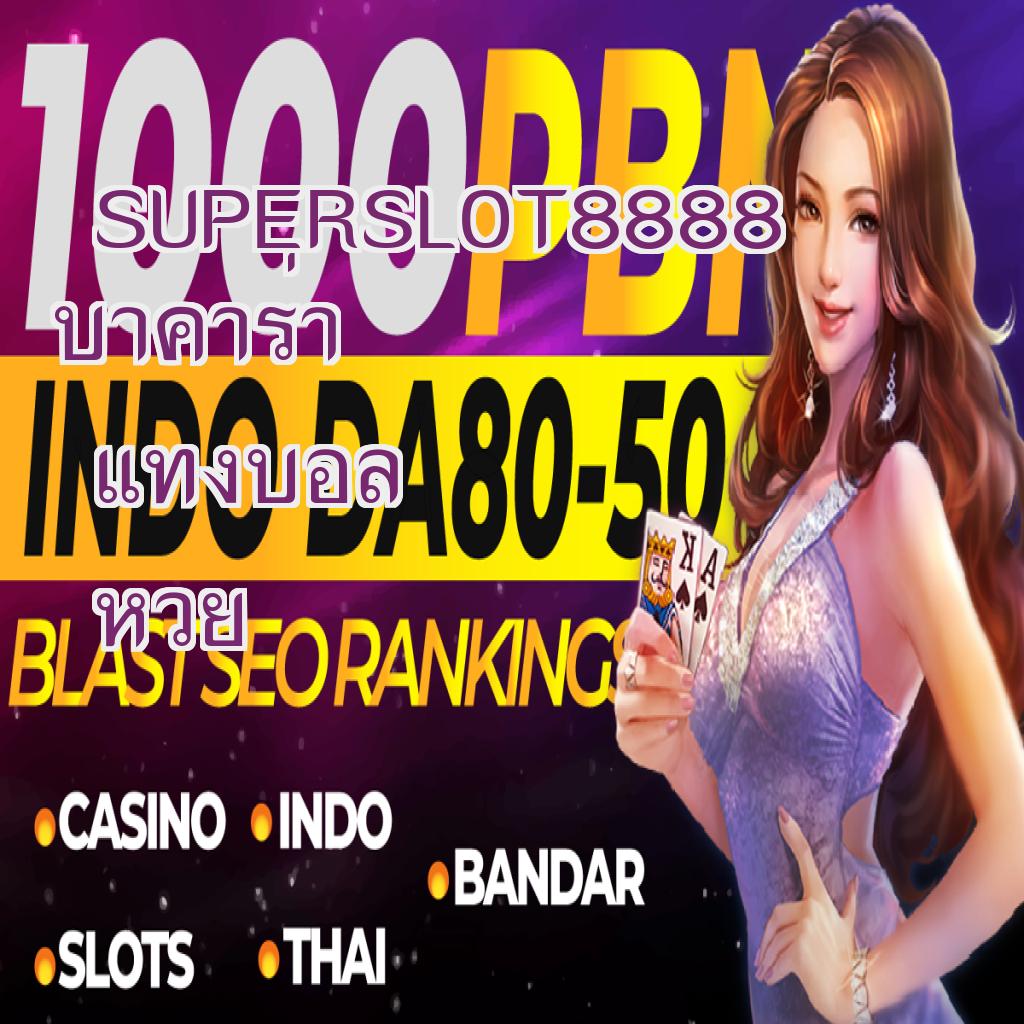 1000PBN
SUPERSLOT8888
บาคาร่า
INDO DA80-50
แทงบอล
หวย
BLAST SEO RANKINGS
CASINO
INDO
BANDAR
SLOTS
THAI
K
A